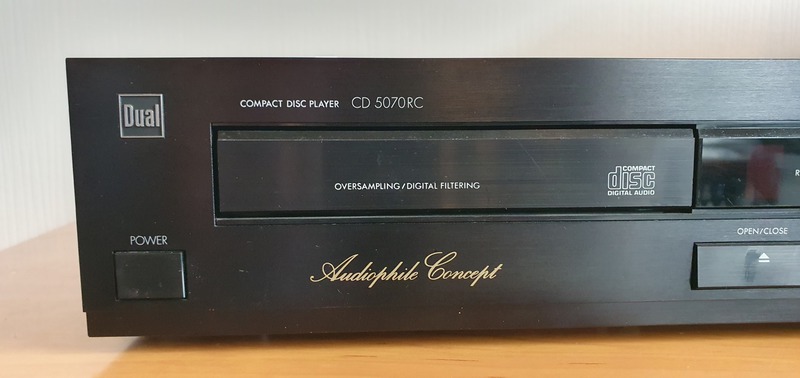 Dual
COMPACT DISC PLAYER CD 5070RC
OVERSAMPLING/DIGITAL FILTERING
COMPACT
disc
DIGITAL AUDIO
R
POWER
OPEN/CLOSE
Audiophile Concept